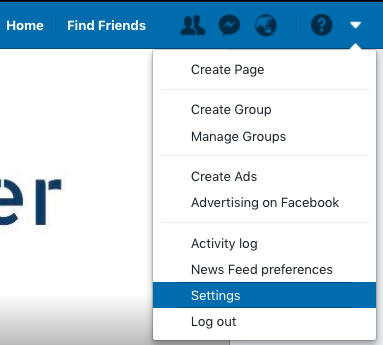 Home Find Friends
Create Page
Create Group
Manage Groups
er
Create Ads
Advertising on Facebook
Activity log
News Feed preferences
Settings
Log out